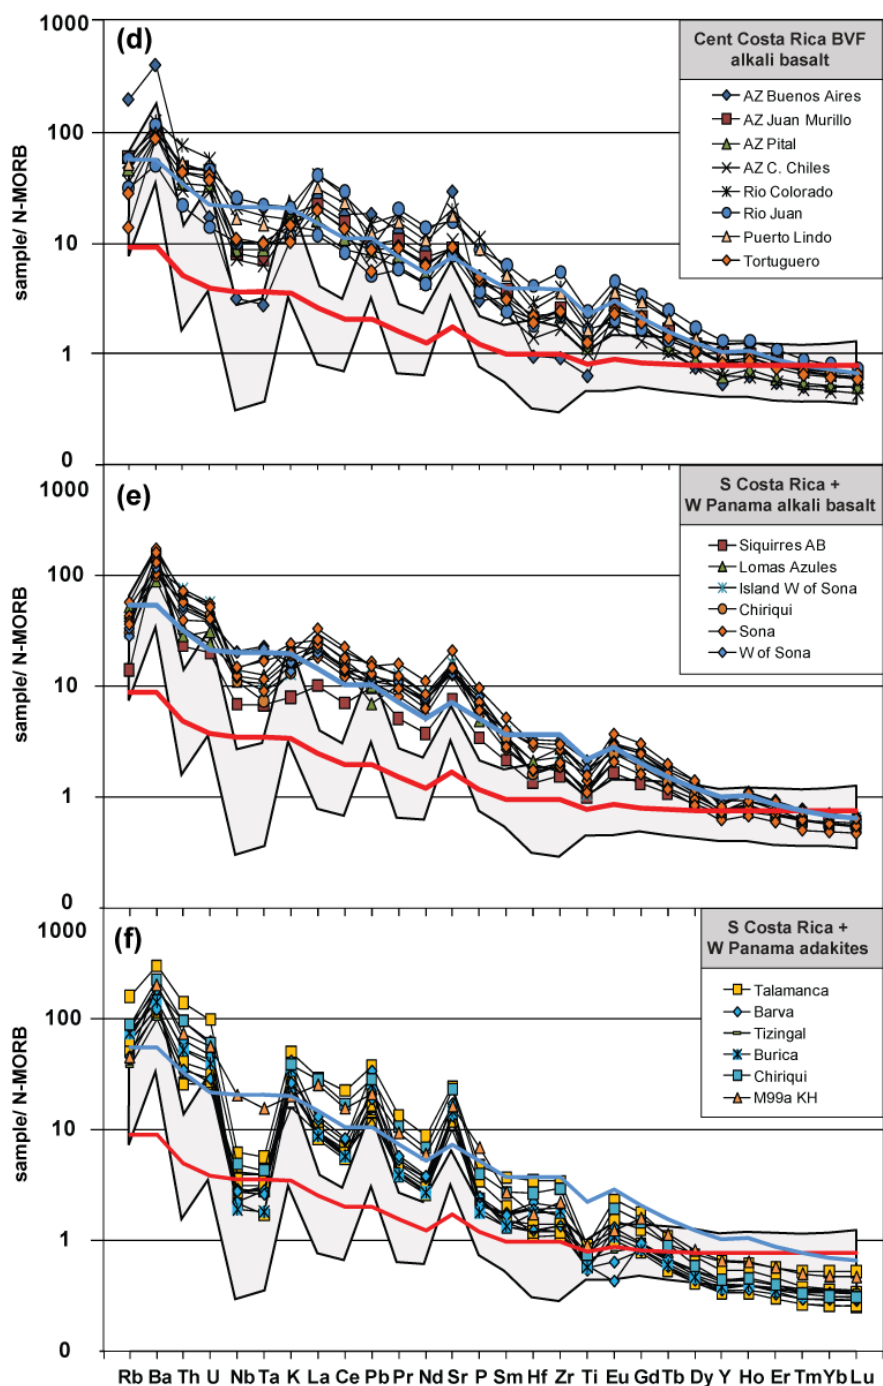 (d)
Cent Costa Rica BVF
alkali basalt
AZ Buenos Aires
AZ Juan Murillo
AZ Pital
AZ C. Chiles
Rio Colorado
Rio Juan
Puerto Lindo
Tortuguero
sample/ N-MORB
1000
100
10
1
0
(e)
S Costa Rica +
W Panama alkali basalt
Siquirres AB
Lomas Azules
Island W of Sona
Chiriqui
Sona
W of Sona
sample/ N-MORB
1000
100
10
1
0
(f)
S Costa Rica +
W Panama adakites
Talamanca
Barva
Tizingal
Burica
Chiriqui
M99a KH
sample/ N-MORB
1000
100
10
1
0
Rb Ba Th U Nb Ta K La Ce Pb Pr Nd Sr P Sm Hf Zr Ti Eu Gd Tb Dy Y Ho Er Tm Yb Lu